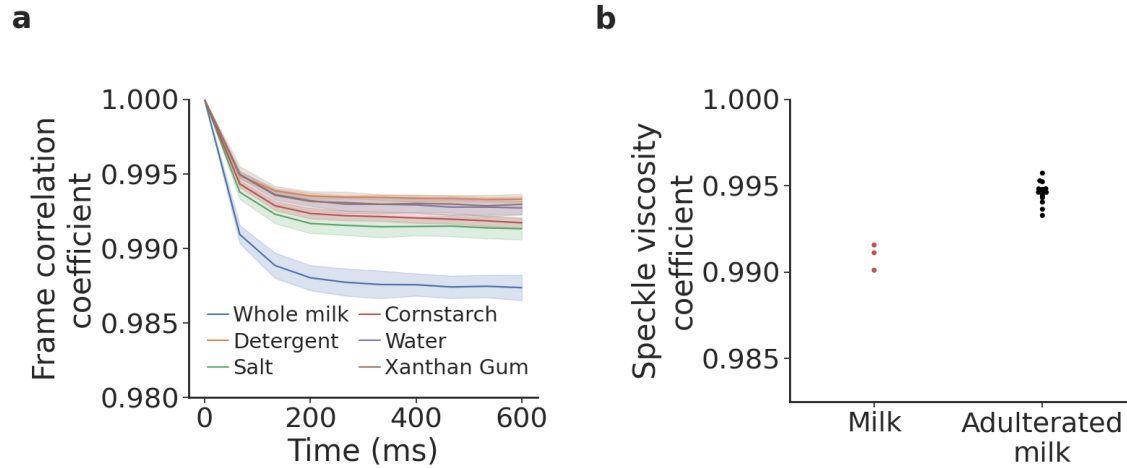 a
Frame correlation
coefficient
1.000
0.995
0.990
0.985
0.980
Whole milk
Detergent
Salt
Cornstarch
Water
Xanthan Gum
0
200
400
600
Time (ms)
b
Speckle viscosity
coefficient
1.000
0.995
0.990
0.985
Milk
Adulterated
milk